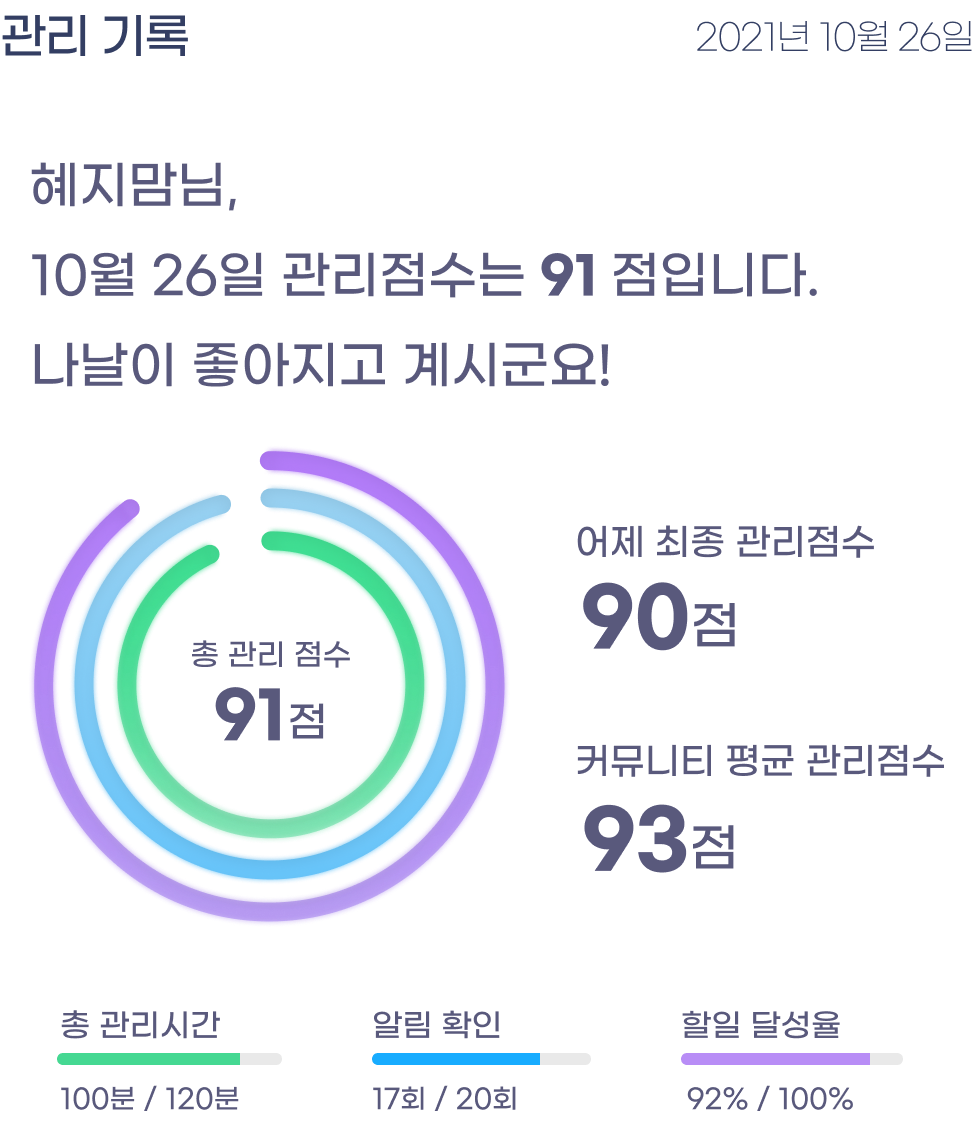 관리 기록
2021년 10월 26일
혜지맘님,
10월 26일 관리점수는 91 점입니다.
나날이 좋아지고 계시군요!
어제 최종 관리점수
90점
총 관리 점수
91점
커뮤니티 평균 관리점수
93점
총 관리시간
100분 / 120분
알림 확인
17회 / 20회
할일 달성율
92% / 100%